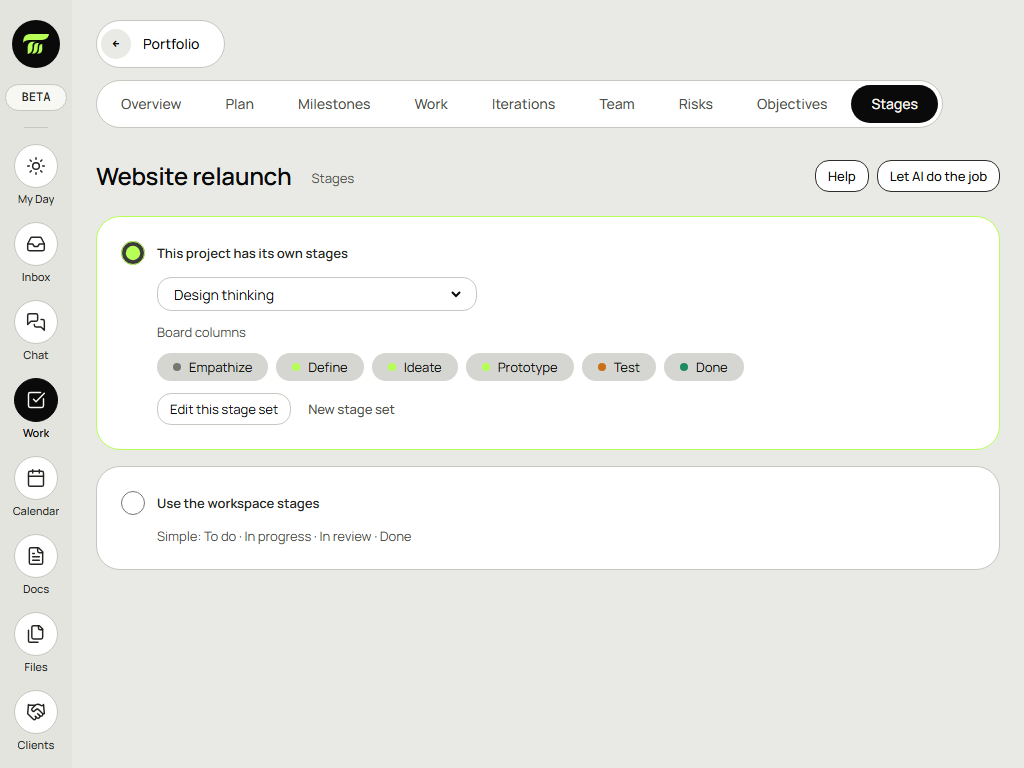 Portfolio
BETA
Overview
Plan
Milestones
Work
Iterations
Team
Risks
Objectives
Stages
My Day
Inbox
Chat
Work
Calendar
Docs
Files
Clients
Website relaunch
Stages
Help
Let AI do the job
This project has its own stages
Design thinking
Board columns
Empathize
Define
Ideate
Prototype
Test
Done
Edit this stage set
New stage set
Use the workspace stages
Simple: To do · In progress · In review · Done